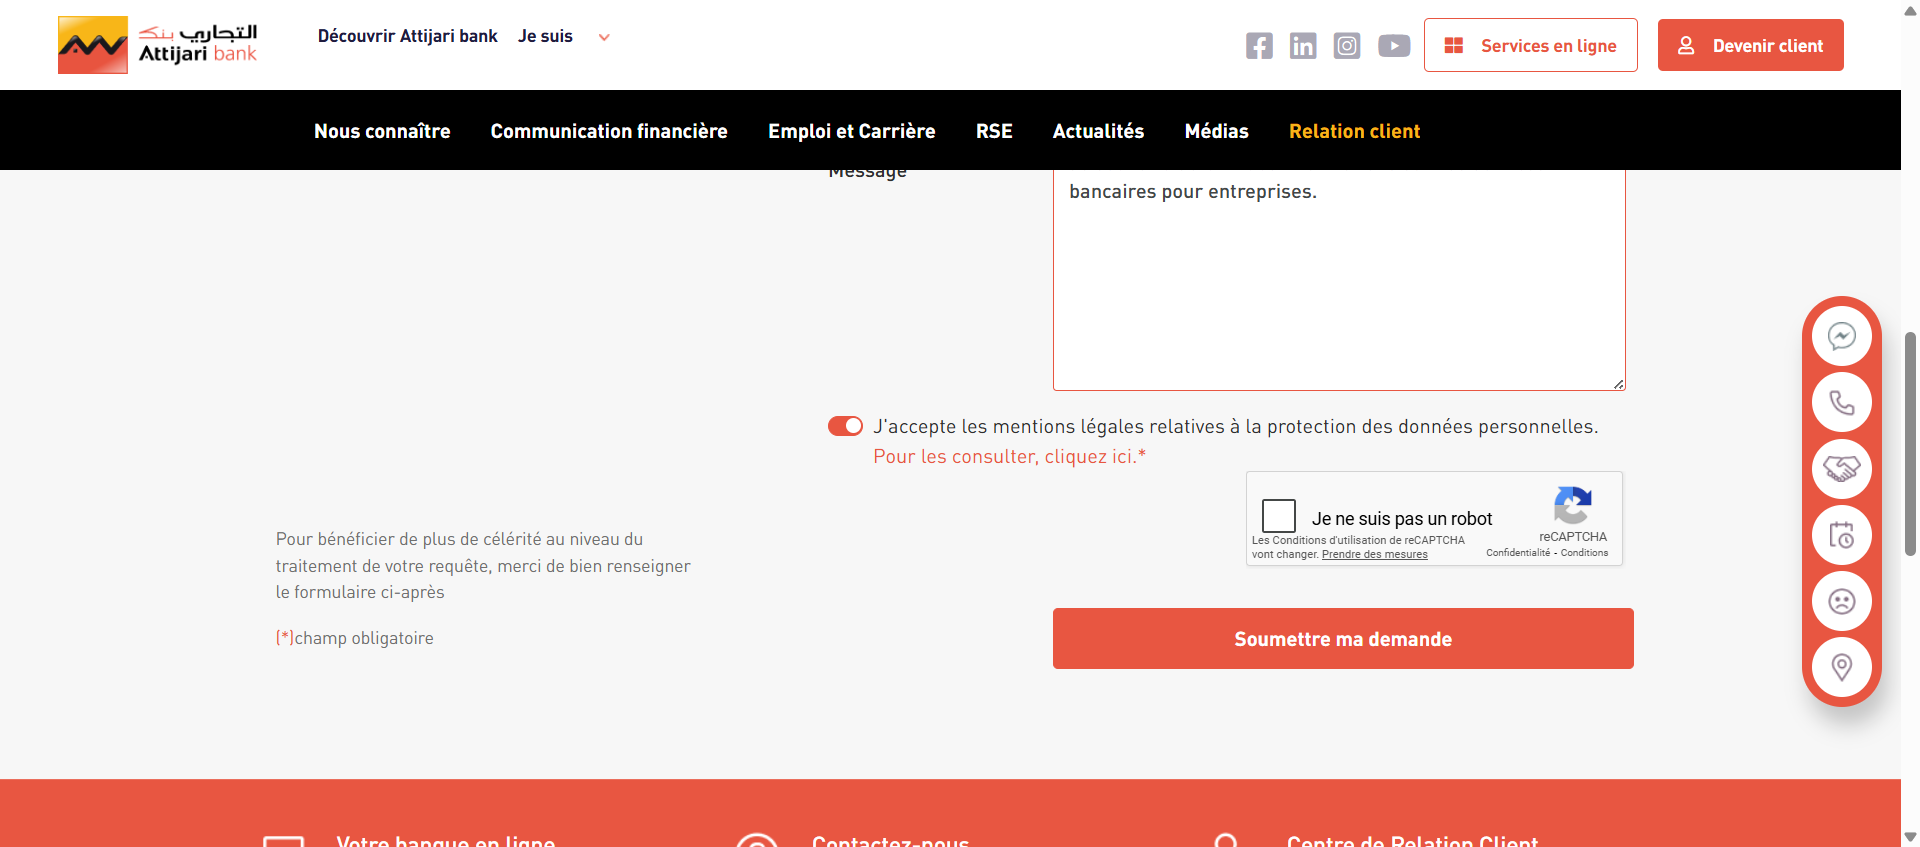 التجاري بنك
Attijari bank
Découvrir Attijari bank
Je suis
Services en ligne
Devenir client
Nous connaître
Communication financière
Emploi et Carrière
RSE
Actualités
Médias
Relation client
Message
bancaires pour entreprises.
J'accepte les mentions légales relatives à la protection des données personnelles.
Pour les consulter, cliquez ici.*
Je ne suis pas un robot
reCAPTCHA
Les Conditions d'utilisation de reCAPTCHA
vont changer. Prendre des mesures
Confidentialité - Conditions
Pour bénéficier de plus de célérité au niveau du
traitement de votre requête, merci de bien renseigner
le formulaire ci-après
(*)champ obligatoire
Soumettre ma demande
Votre banque en ligne
Contactez-nous
Centre de Relation Client